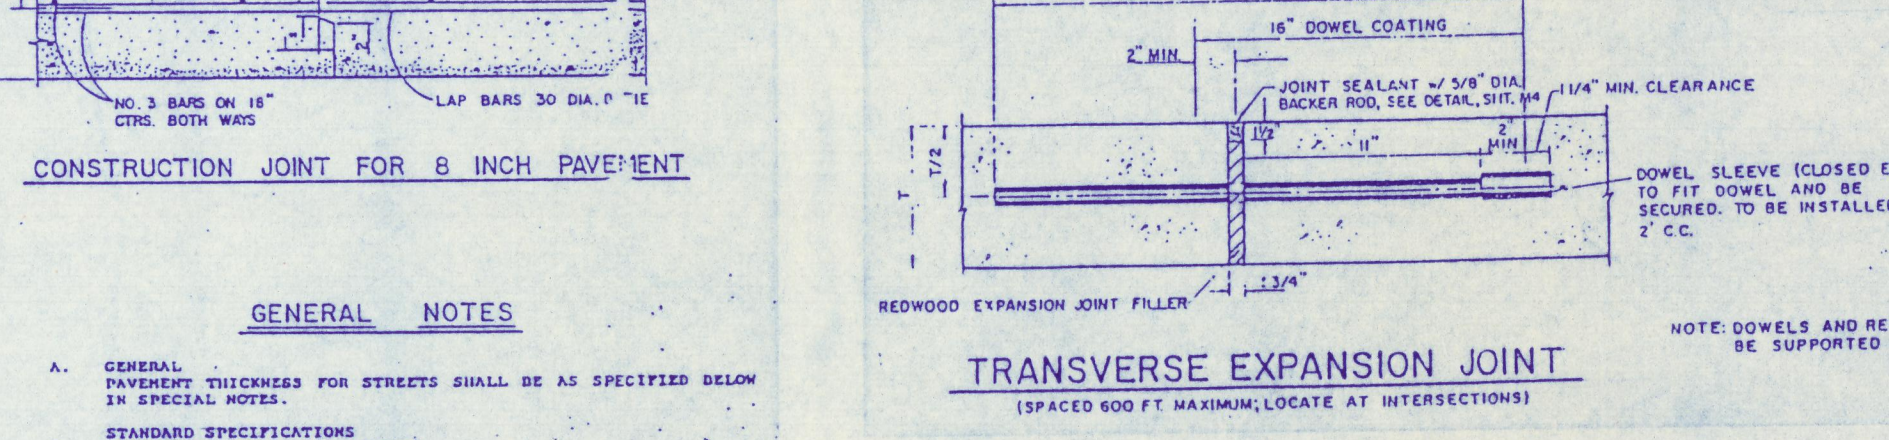 1"
2"
NO. 3 BARS ON 18"
CTRS. BOTH WAYS
LAP BARS 30 DIA.
CONSTRUCTION JOINT FOR 8 INCH PAVEMENT
GENERAL NOTES
A. GENERAL
PAVEMENT THICKNESS FOR STREETS SHALL BE AS SPECIFIED BELOW
IN SPECIAL NOTES.
STANDARD SPECIFICATIONS
16" DOWEL COATING
2" MIN.
JOINT SEALANT w/ 5/8" DIA.
BACKER ROD, SEE DETAIL, SHT. M4
1 1/4" MIN. CLEARANCE
T
T/2
1 1/2"
11"
2"
MIN
DOWEL SLEEVE (CLOSED E
TO FIT DOWEL AND BE
SECURED. TO BE INSTALLE
2' C.C.
3/4"
REDWOOD EXPANSION JOINT FILLER
NOTE: DOWELS AND RE
BE SUPPORTED
TRANSVERSE EXPANSION JOINT
(SPACED 600 FT. MAXIMUM; LOCATE AT INTERSECTIONS)